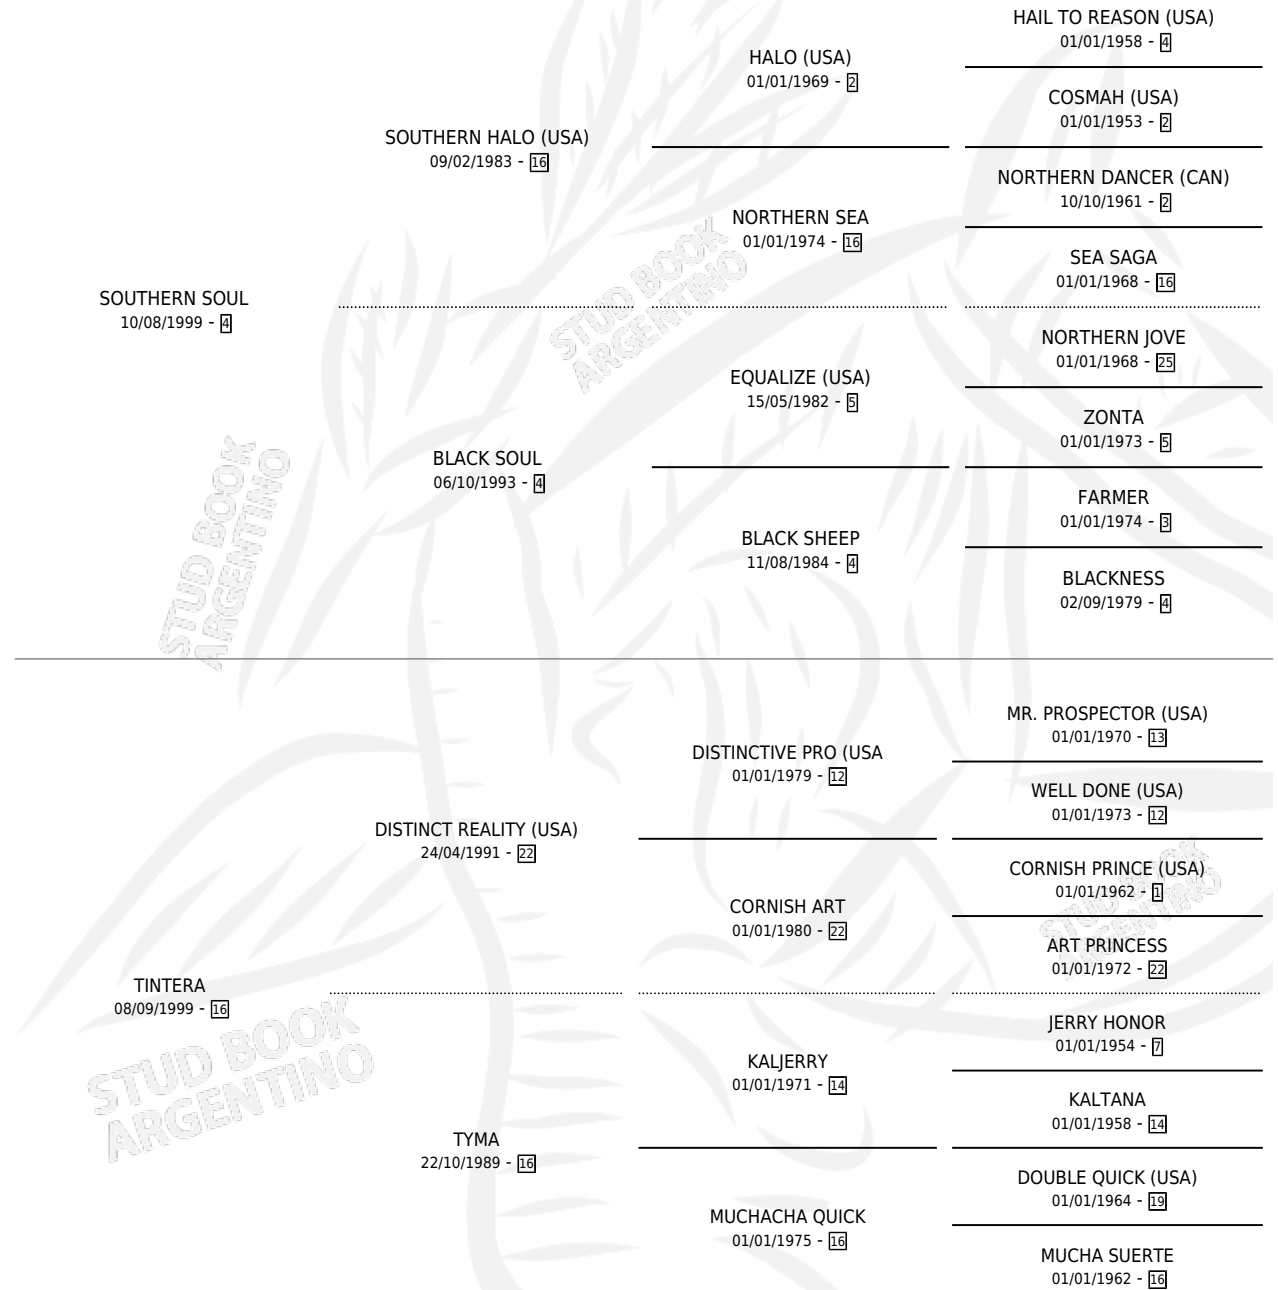 HAIL TO REASON (USA)
01/01/1958 - 4
HALO (USA)
01/01/1969 - 2
COSMAH (USA)
01/01/1953 - 2
SOUTHERN HALO (USA)
09/02/1983 - 16
NORTHERN DANCER (CAN)
10/10/1961 - 2
NORTHERN SEA
01/01/1974 - 16
SEA SAGA
01/01/1968 - 16
SOUTHERN SOUL
10/08/1999 - 4
STUD BOOK
ARGENTINO
NORTHERN JOVE
01/01/1968 - 25
EQUALIZE (USA)
15/05/1982 - 5
ZONTA
01/01/1973 - 5
BLACK SOUL
06/10/1993 - 4
FARMER
01/01/1974 - 3
BLACK SHEEP
11/08/1984 - 4
BLACKNESS
02/09/1979 - 4
STUD BOOK
ARGENTINO
MR. PROSPECTOR (USA)
01/01/1970 - 13
DISTINCTIVE PRO (USA
01/01/1979 - 12
WELL DONE (USA)
01/01/1973 - 12
DISTINCT REALITY (USA)
24/04/1991 - 22
CORNISH PRINCE (USA)
01/01/1962 - 1
CORNISH ART
01/01/1980 - 22
STUD BOOK
ARGENTINO
ART PRINCESS
01/01/1972 - 22
TINTERA
08/09/1999 - 16
JERRY HONOR
01/01/1954 - 7
KALJERRY
01/01/1971 - 14
STUD BOOK
ARGENTINO
KALTANA
01/01/1958 - 14
TYMA
22/10/1989 - 16
DOUBLE QUICK (USA)
01/01/1964 - 19
MUCHACHA QUICK
01/01/1975 - 16
MUCHA SUERTE
01/01/1962 - 16